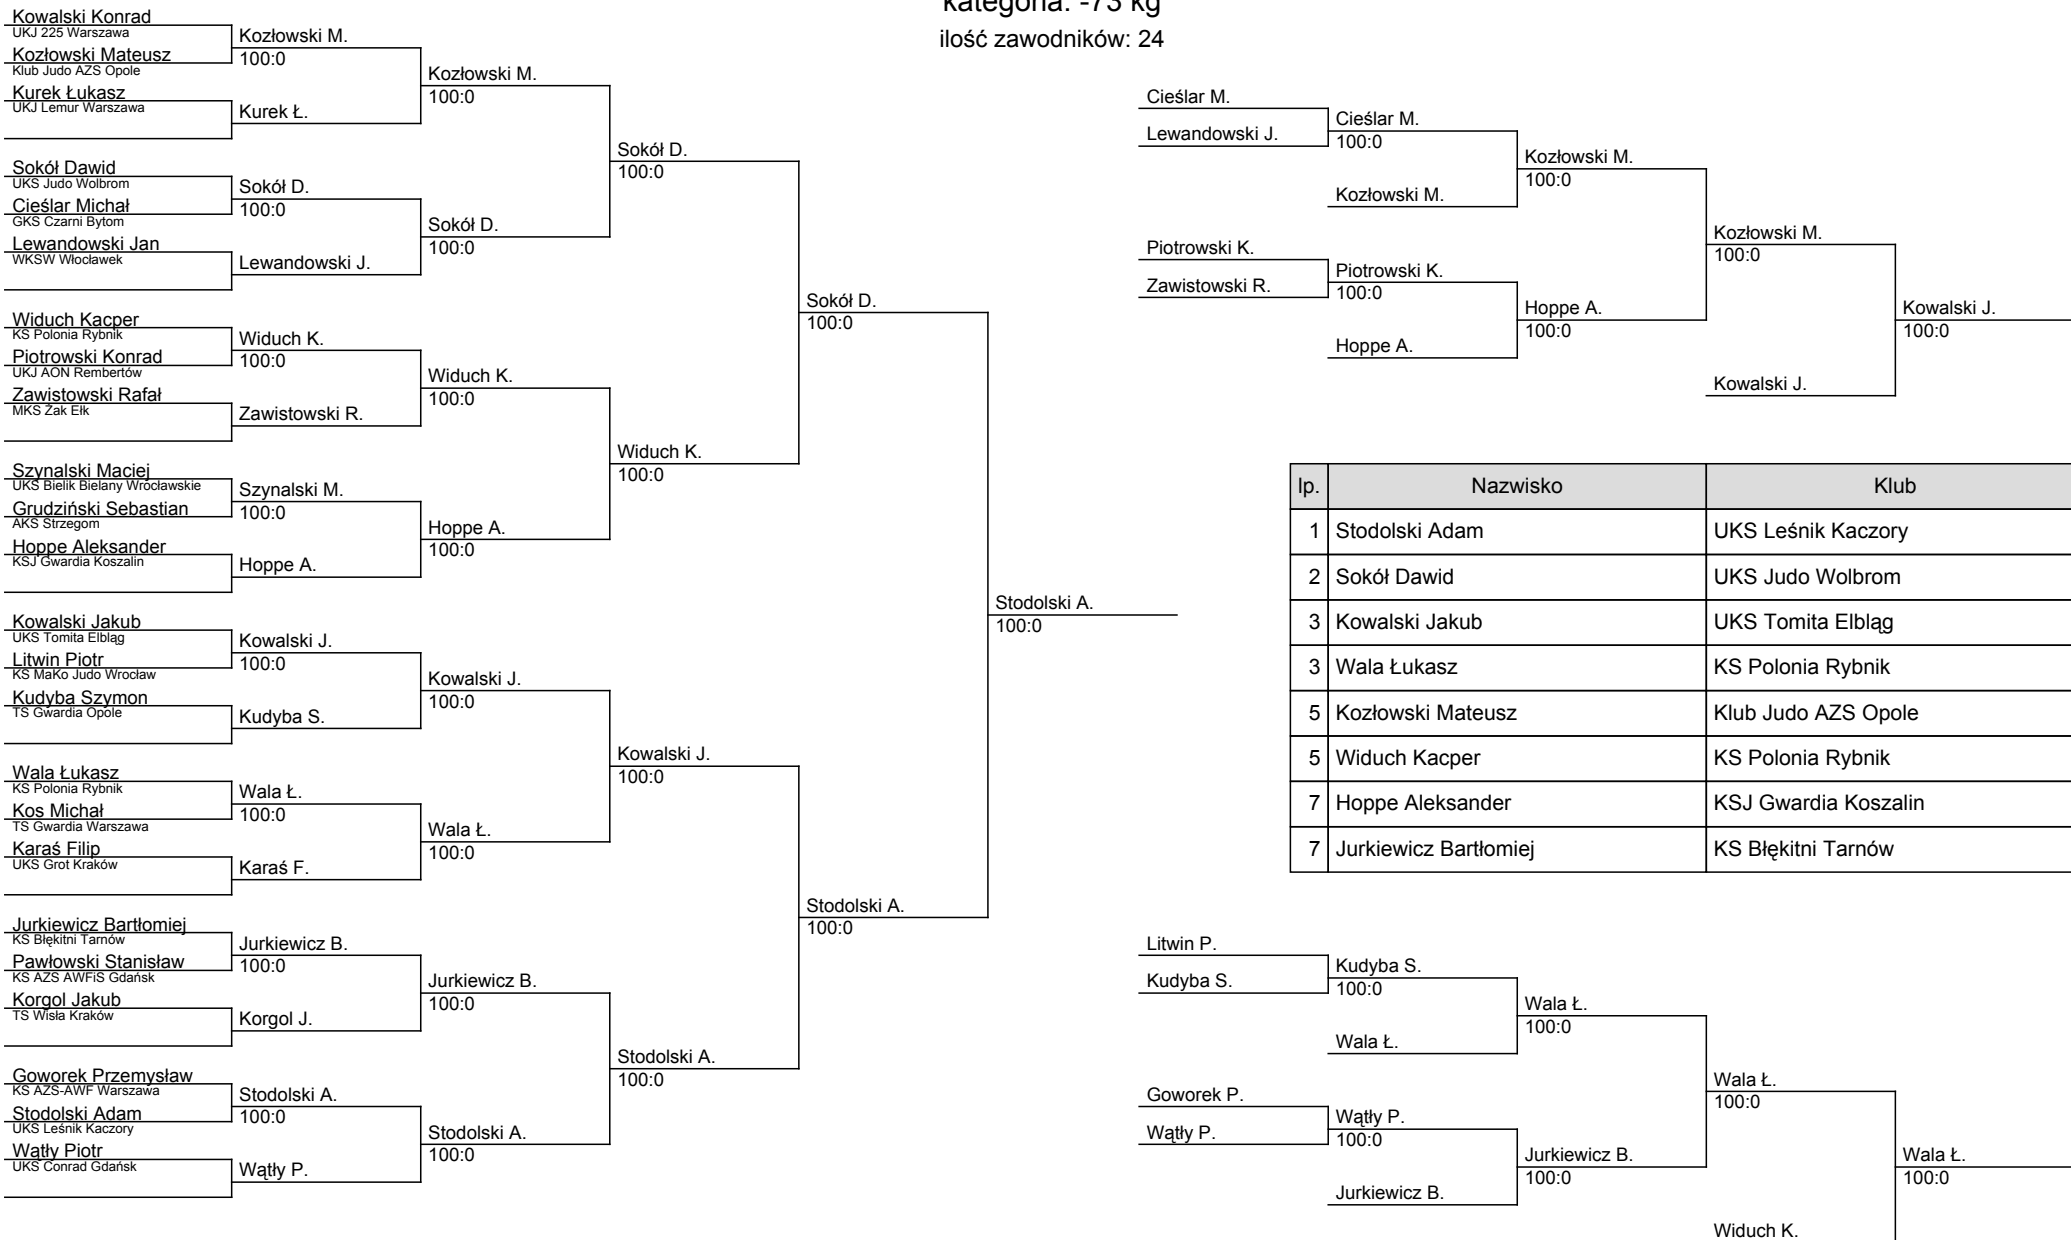 kategoria: -73 kg
ilość zawodników: 24
Kowalski Konrad
UKJ 225 Warszawa
Kozłowski Mateusz
Klub Judo AZS Opole
Kurek Łukasz
UKJ Lemur Warszawa
Sokół Dawid
UKS Judo Wolbrom
Cieślar Michał
GKS Czarni Bytom
Lewandowski Jan
WKSW Włocławek
Widuch Kacper
KS Polonia Rybnik
Piotrowski Konrad
UKJ AON Rembertów
Zawistowski Rafał
MKS Żak Ełk
Szynalski Maciej
UKS Bielik Bielany Wrocławskie
Grudziński Sebastian
AKS Strzegom
Hoppe Aleksander
KSJ Gwardia Koszalin
Kowalski Jakub
UKS Tomita Elbląg
Litwin Piotr
KS MaKo Judo Wrocław
Kudyba Szymon
TS Gwardia Opole
Wala Łukasz
KS Polonia Rybnik
Kos Michał
TS Gwardia Warszawa
Karaś Filip
UKS Grot Kraków
Jurkiewicz Bartłomiej
KS Błękitni Tarnów
Pawłowski Stanisław
KS AZS AWFiS Gdańsk
Korgol Jakub
TS Wisła Kraków
Goworek Przemysław
KS AZS-AWF Warszawa
Stodolski Adam
UKS Leśnik Kaczory
Wątły Piotr
UKS Conrad Gdańsk
Kozłowski M.
100:0
Kurek Ł.
Sokół D.
100:0
Lewandowski J.
Widuch K.
100:0
Zawistowski R.
Szynalski M.
100:0
Hoppe A.
Kowalski J.
100:0
Kudyba S.
Wala Ł.
100:0
Karaś F.
Jurkiewicz B.
100:0
Korgol J.
Stodolski A.
100:0
Wątły P.
Kozłowski M.
100:0
Sokół D.
100:0
Widuch K.
100:0
Hoppe A.
100:0
Kowalski J.
100:0
Wala Ł.
100:0
Jurkiewicz B.
100:0
Stodolski A.
100:0
Sokół D.
100:0
Widuch K.
100:0
Kowalski J.
100:0
Stodolski A.
100:0
Sokół D.
100:0
Stodolski A.
100:0
Stodolski A.
100:0
Cieślar M.
Lewandowski J.
Cieślar M.
100:0
Kozłowski M.
Kozłowski M.
100:0
Piotrowski K.
Zawistowski R.
Piotrowski K.
100:0
Hoppe A.
Hoppe A.
100:0
Kozłowski M.
100:0
Kowalski J.
Kowalski J.
100:0
lp. Nazwisko Klub
1 Stodolski Adam UKS Leśnik Kaczory
2 Sokół Dawid UKS Judo Wolbrom
3 Kowalski Jakub UKS Tomita Elbląg
3 Wala Łukasz KS Polonia Rybnik
5 Kozłowski Mateusz Klub Judo AZS Opole
5 Widuch Kacper KS Polonia Rybnik
7 Hoppe Aleksander KSJ Gwardia Koszalin
7 Jurkiewicz Bartłomiej KS Błękitni Tarnów
Litwin P.
Kudyba S.
Kudyba S.
100:0
Wala Ł.
Wala Ł.
100:0
Goworek P.
Wątły P.
Wątły P.
100:0
Jurkiewicz B.
Jurkiewicz B.
100:0
Wala Ł.
100:0
Widuch K.
Wala Ł.
100:0